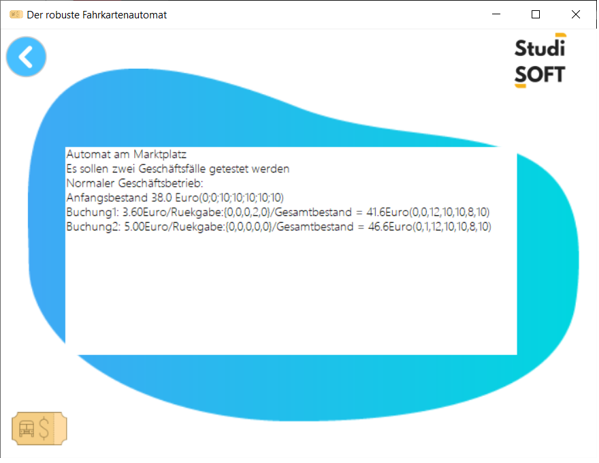 Der robuste Fahrkartenautomat
Studi
SOFT
Automat am Marktplatz
Es sollen zwei Geschäftsfälle getestet werden
Normaler Geschäftsbetrieb:
Anfangsbestand 38.0 Euro(0;0;10;10;10;10;10)
Buchung1: 3.60Euro/Ruekgabe:{0,0,0,2,0}/Gesamtbestand = 41.6Euro(0,0,12,10,10,8,10)
Buchung2: 5.00Euro/Ruekgabe:{0,0,0,0,0}/Gesamtbestand = 46.6Euro(0,1,12,10,10,8,10)